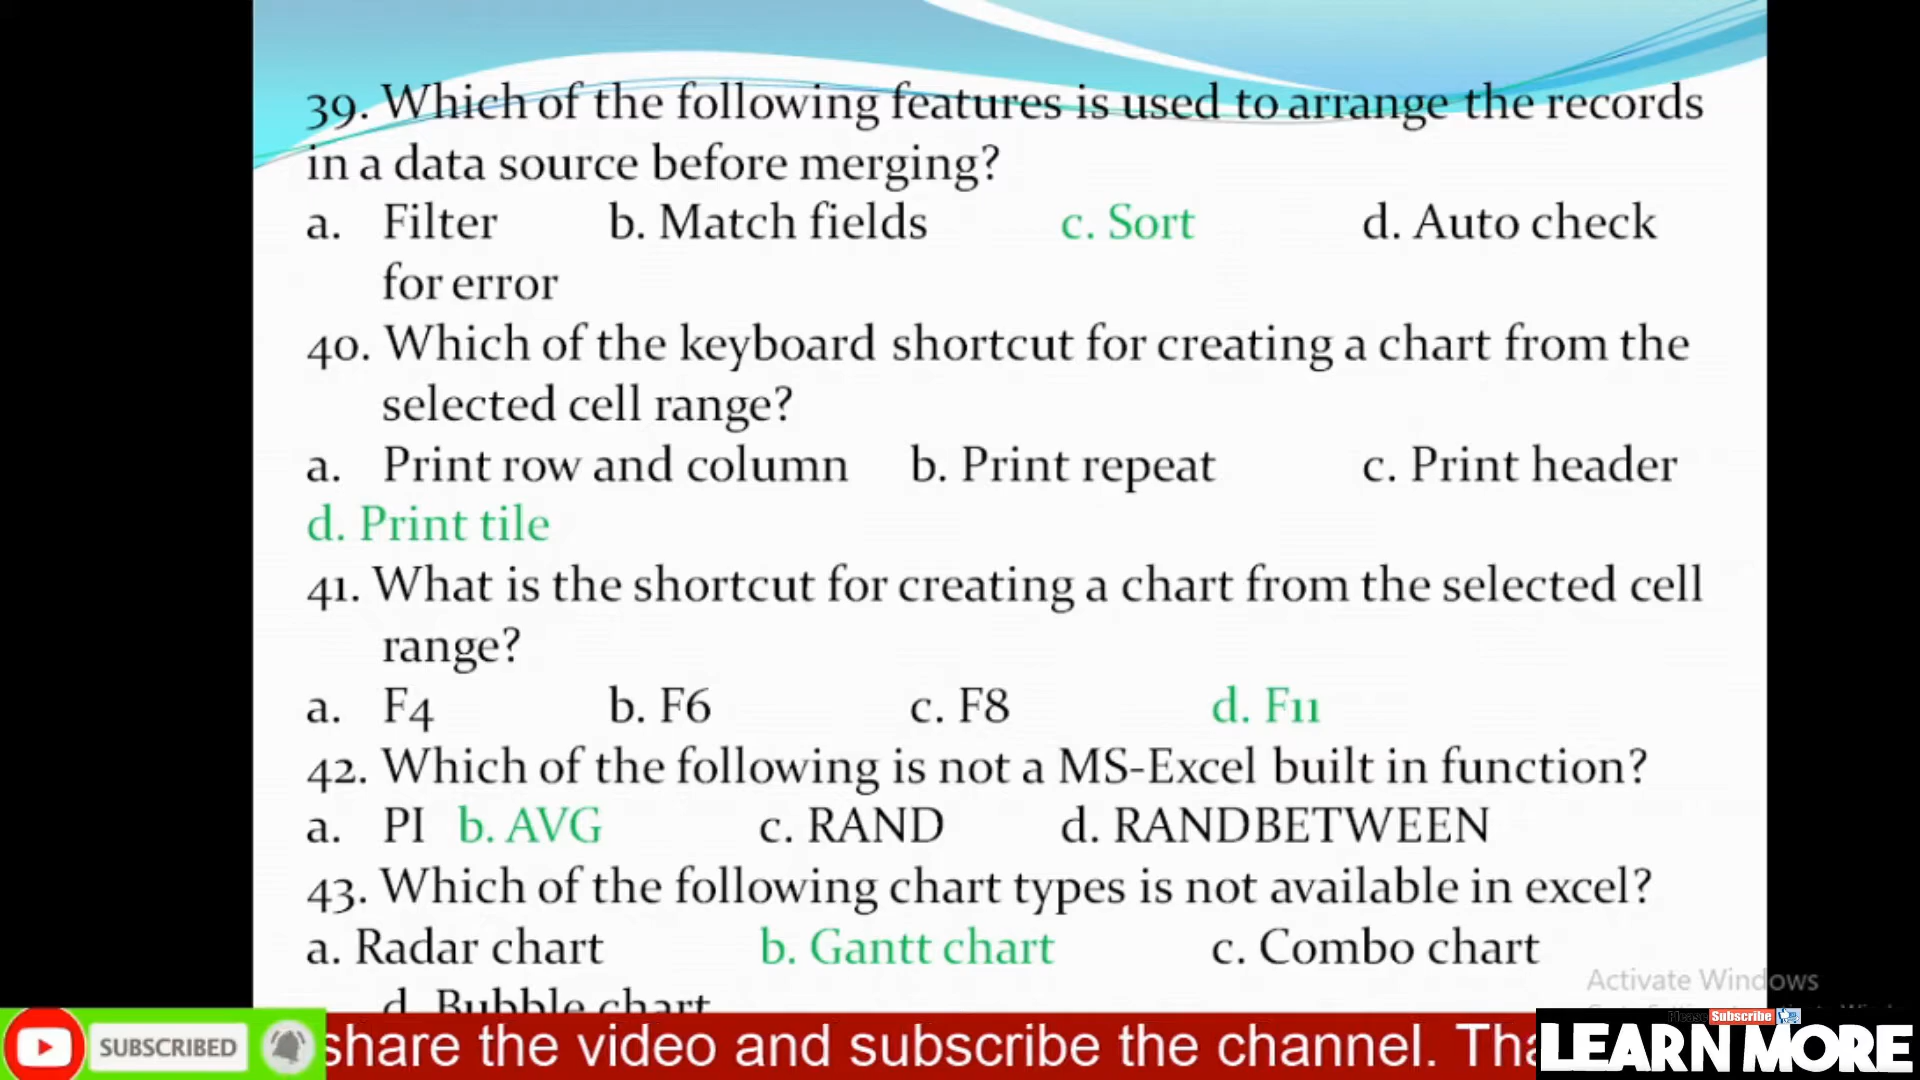 39. Which of the following features is used to arrange the records
in a data source before merging?
a. Filter b. Match fields c. Sort d. Auto check
for error
40. Which of the keyboard shortcut for creating a chart from the
selected cell range?
a. Print row and column b. Print repeat c. Print header
d. Print tile
41. What is the shortcut for creating a chart from the selected cell
range?
a. F4 b. F6 c. F8 d. F11
42. Which of the following is not a MS-Excel built in function?
a. PI b. AVG c. RAND d. RANDBETWEEN
43. Which of the following chart types is not available in excel?
a. Radar chart b. Gantt chart c. Combo chart
d. Bubble chart
Activate Windows
Please Subscribe
SUBSCRIBED
share the video and subscribe the channel. Tha
LEARN MORE